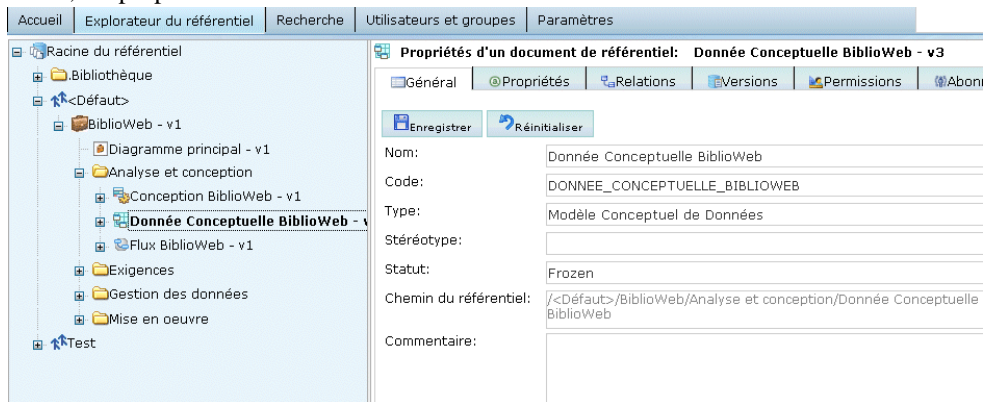 Accueil
Explorateur du référentiel
Recherche
Utilisateurs et groupes
Paramètres
Racine du référentiel
.Bibliothèque
<Défaut>
BiblioWeb - v1
Diagramme principal - v1
Analyse et conception
Conception BiblioWeb - v1
Donnée Conceptuelle BiblioWeb -
Flux BiblioWeb - v1
Exigences
Gestion des données
Mise en oeuvre
Test
Propriétés d'un document de référentiel: Donnée Conceptuelle BiblioWeb - v3
Général
Propriétés
Relations
Versions
Permissions
Abonn
Enregistrer
Réinitialiser
Nom:
Donnée Conceptuelle BiblioWeb
Code:
DONNEE_CONCEPTUELLE_BIBLIOWEB
Type:
Modèle Conceptuel de Données
Stéréotype:
Statut:
Frozen
Chemin du référentiel:
/<Défaut>/BiblioWeb/Analyse et conception/Donnée Conceptuelle
BiblioWeb
Commentaire: